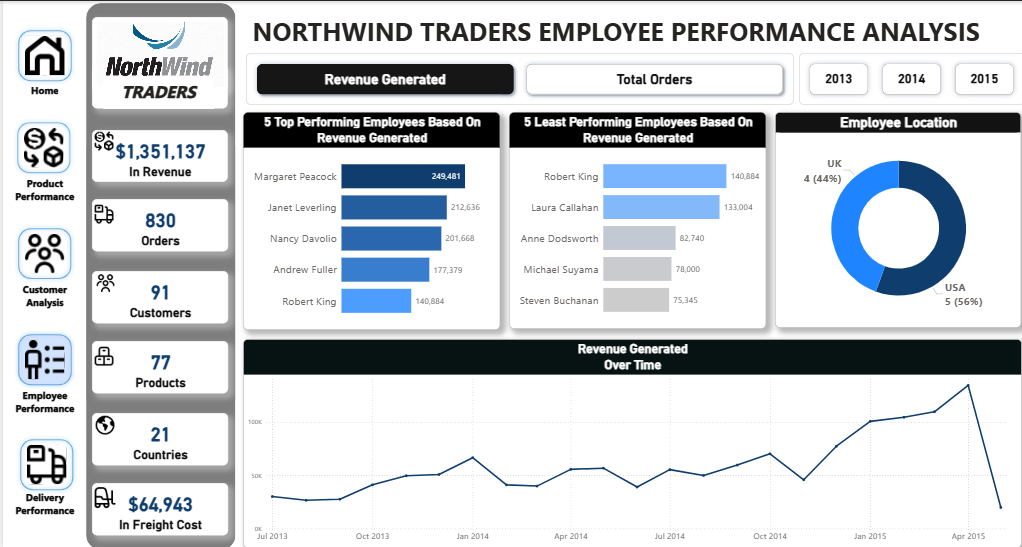 NORTHWIND TRADERS EMPLOYEE PERFORMANCE ANALYSIS
Home
Product
Performance
Customer
Analysis
Employee
Performance
Delivery
Performance
NorthWind
TRADERS
$1,351,137
In Revenue
830
Orders
91
Customers
77
Products
21
Countries
$64,943
In Freight Cost
Revenue Generated
Total Orders
2013
2014
2015
5 Top Performing Employees Based On
Revenue Generated
Margaret Peacock 249,481
Janet Leverling 212,636
Nancy Davolio 201,668
Andrew Fuller 177,379
Robert King 140,884
5 Least Performing Employees Based On
Revenue Generated
Robert King 140,884
Laura Callahan 133,004
Anne Dodsworth 82,740
Michael Suyama 78,000
Steven Buchanan 75,345
Employee Location
UK
4 (44%)
USA
5 (56%)
Revenue Generated
Over Time
100K
50K
0K
Jul 2013 Oct 2013 Jan 2014 Apr 2014 Jul 2014 Oct 2014 Jan 2015 Apr 2015